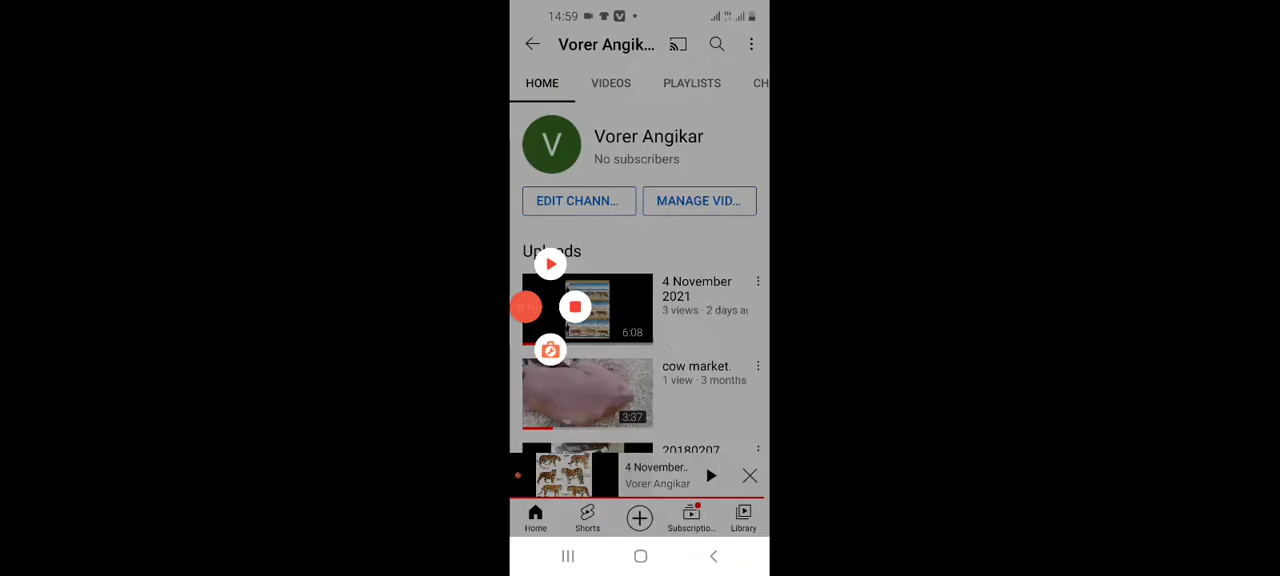 14:59
Vorer Angik...
HOME VIDEOS PLAYLISTS CH
V
Vorer Angikar
No subscribers
EDIT CHANN... MANAGE VID...
Uploads
4 November
2021
3 views · 2 days a
6:08
cow market.
1 view · 3 months
3:37
20180207
4 November..
Vorer Angikar
Home Shorts Subscriptio... Library